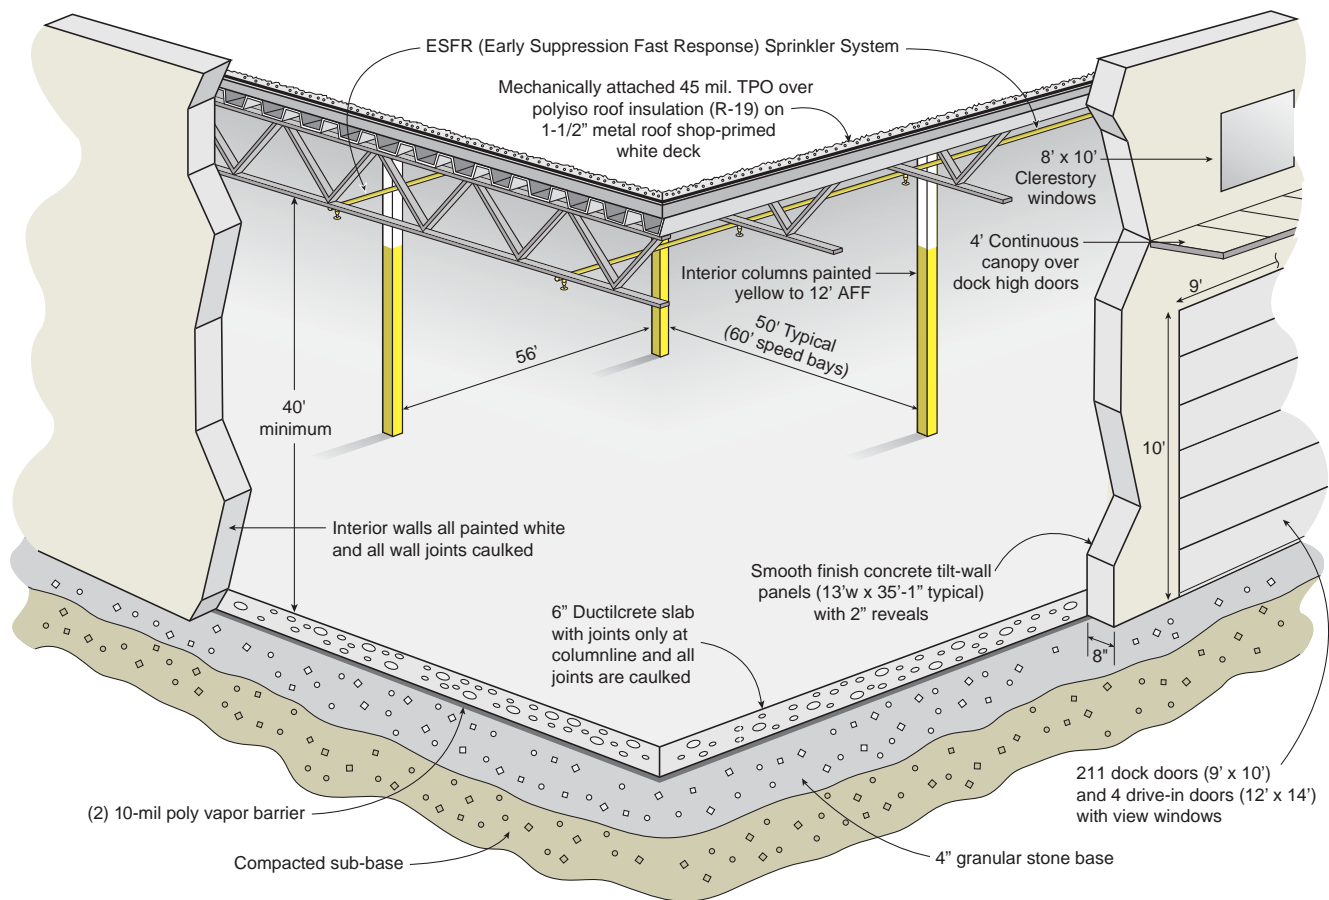 ESFR (Early Suppression Fast Response) Sprinkler System
Mechanically attached 45 mil. TPO over
polyiso roof insulation (R-19) on
1-1/2” metal roof shop-primed
white deck
8’ x 10’
Clerestory
windows
4’ Continuous
canopy over
dock high doors
9’
Interior columns painted
yellow to 12’ AFF
50’ Typical
(60’ speed bays)
56’
40’
minimum
10’
Interior walls all painted white
and all wall joints caulked
Smooth finish concrete tilt-wall
panels (13’w x 35’-1” typical)
with 2” reveals
6” Ductilcrete slab
with joints only at
columnline and all
joints are caulked
8"
211 dock doors (9’ x 10’)
and 4 drive-in doors (12’ x 14’)
with view windows
(2) 10-mil poly vapor barrier
Compacted sub-base
4” granular stone base